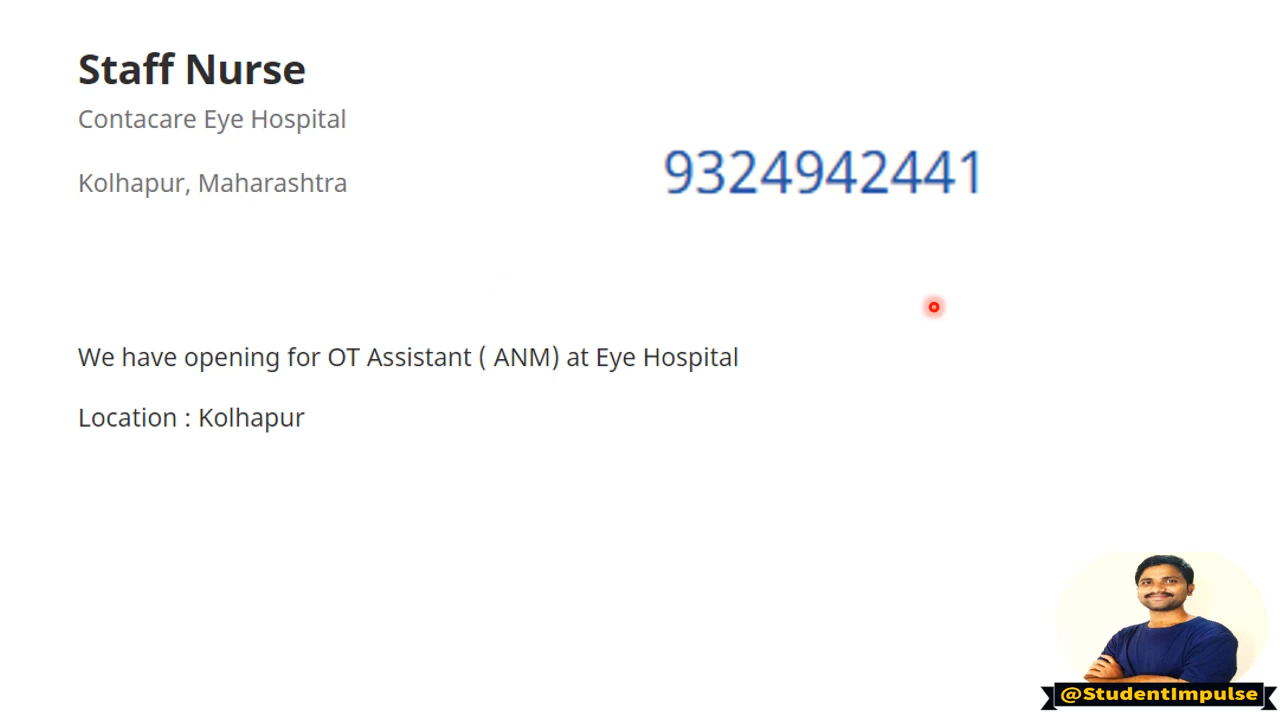 Staff Nurse
Contacare Eye Hospital
Kolhapur, Maharashtra
9324942441
We have opening for OT Assistant ( ANM) at Eye Hospital
Location : Kolhapur
@StudentImpulse